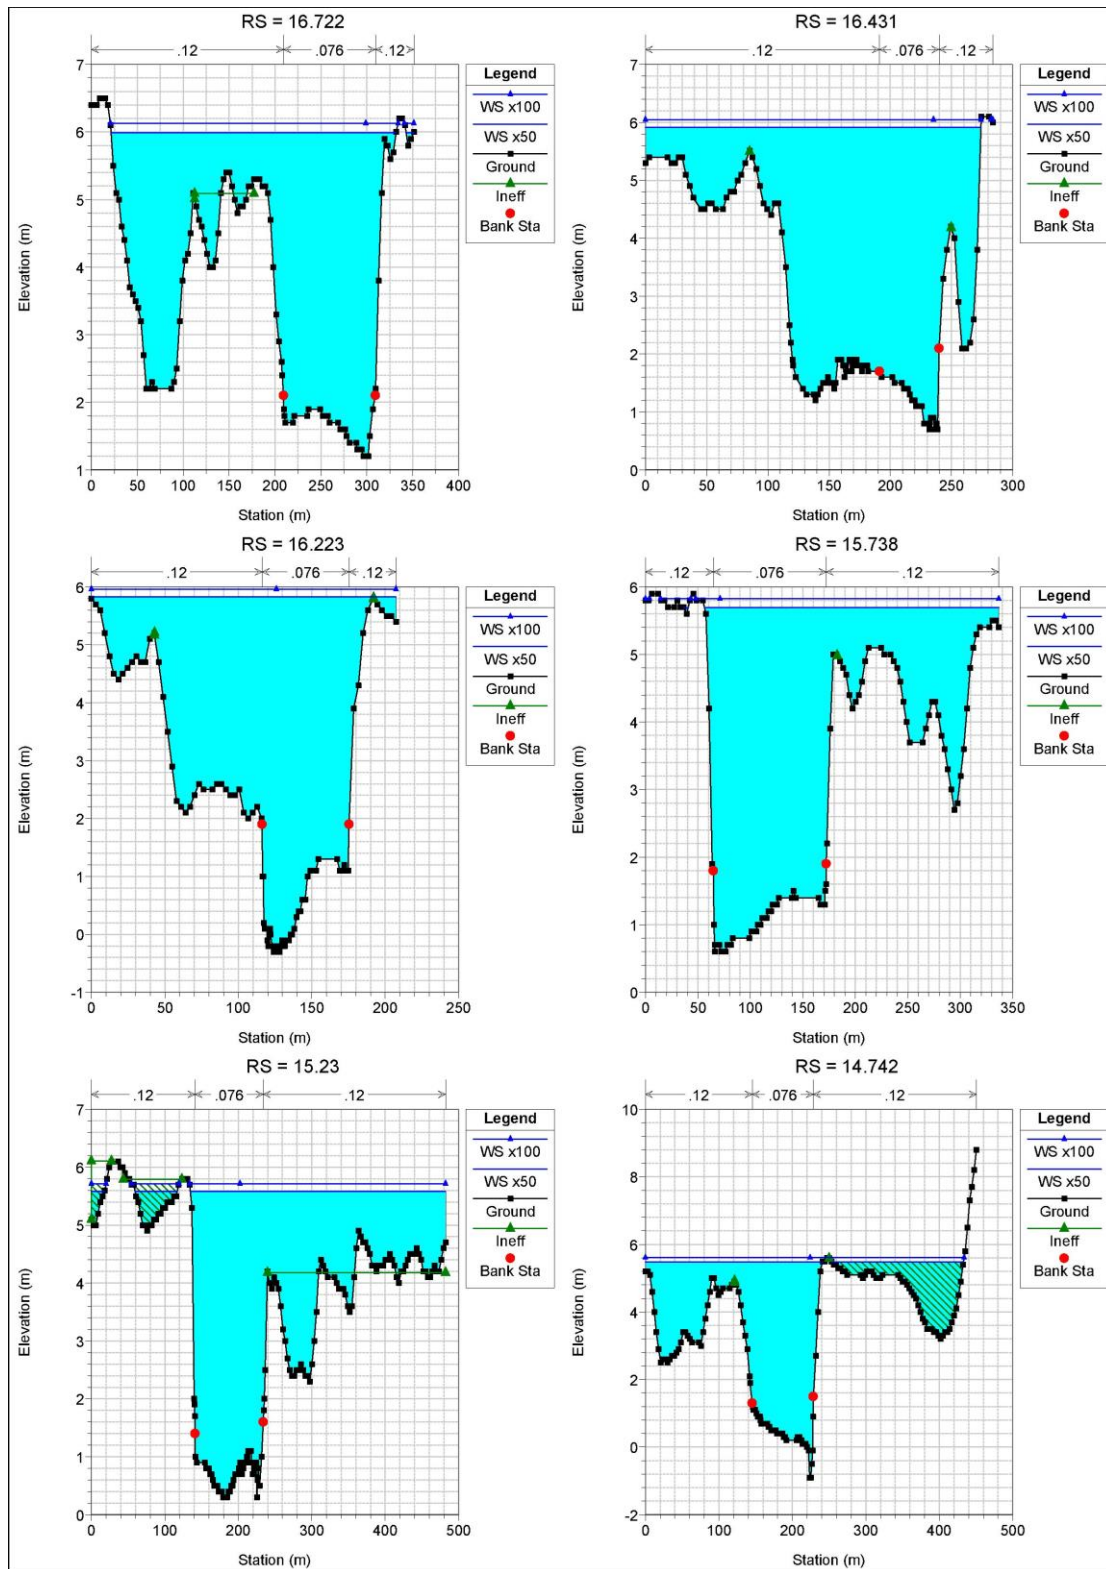 RS = 16.722
.12 .076 .12
7
6
5
4
3
2
1
0 50 100 150 200 250 300 350 400
Elevation (m)
Station (m)
Legend
WS x100
WS x50
Ground
Ineff
Bank Sta
RS = 16.431
.12 .076 .12
7
6
5
4
3
2
1
0
0 50 100 150 200 250 300
Elevation (m)
Station (m)
Legend
WS x100
WS x50
Ground
Ineff
Bank Sta
RS = 16.223
.12 .076 .12
6
5
4
3
2
1
0
-1
0 50 100 150 200 250
Elevation (m)
Station (m)
Legend
WS x100
WS x50
Ground
Ineff
Bank Sta
RS = 15.738
.12 .076 .12
6
5
4
3
2
1
0
0 50 100 150 200 250 300 350
Elevation (m)
Station (m)
Legend
WS x100
WS x50
Ground
Ineff
Bank Sta
RS = 15.23
.12 .076 .12
7
6
5
4
3
2
1
0
0 100 200 300 400 500
Elevation (m)
Station (m)
Legend
WS x100
WS x50
Ground
Ineff
Bank Sta
RS = 14.742
.12 .076 .12
10
8
6
4
2
0
-2
0 100 200 300 400 500
Elevation (m)
Station (m)
Legend
WS x100
WS x50
Ground
Ineff
Bank Sta